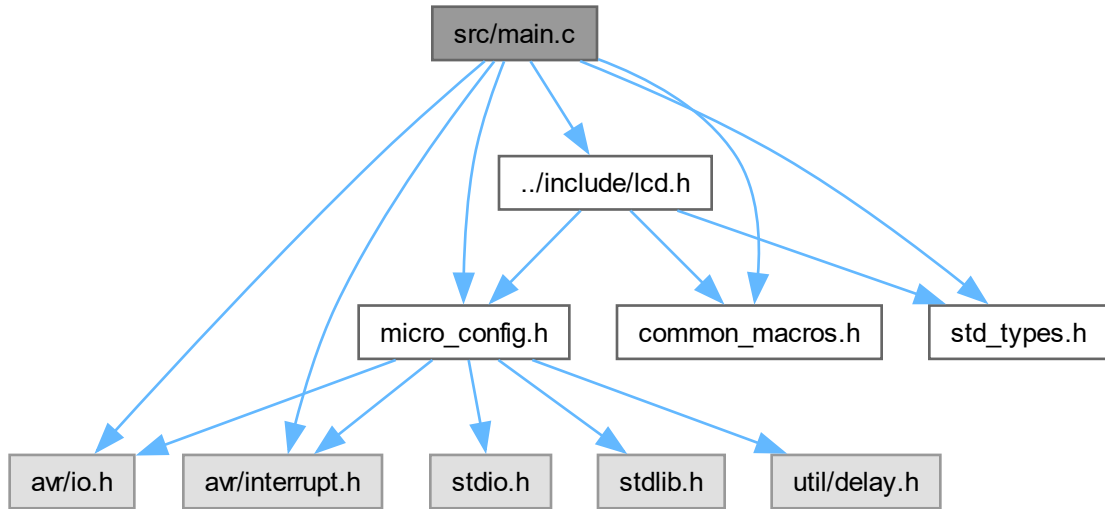 src/main.c
../include/lcd.h
micro_config.h
common_macros.h
std_types.h
avr/io.h
avr/interrupt.h
stdio.h
stdlib.h
util/delay.h